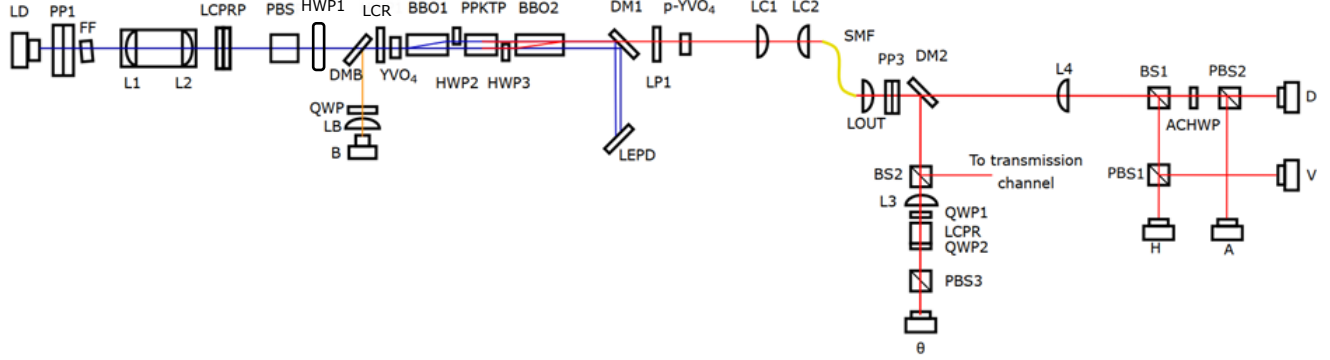 LD PP1 FF LCPRP PBS HWP1 LCR BBO1 PPKTP BBO2 DM1 p-YVO₄ LC1 LC2
L1 L2 DMB YVO₄ HWP2 HWP3 LP1 SMF PP3 DM2 L4 BS1 PBS2
QWP
LB
B
LEPD
LOUT
ACHWP
D
To transmission
channel
BS2
PBS1
V
L3
QWP1
LCPR
QWP2
H A
PBS3
θ